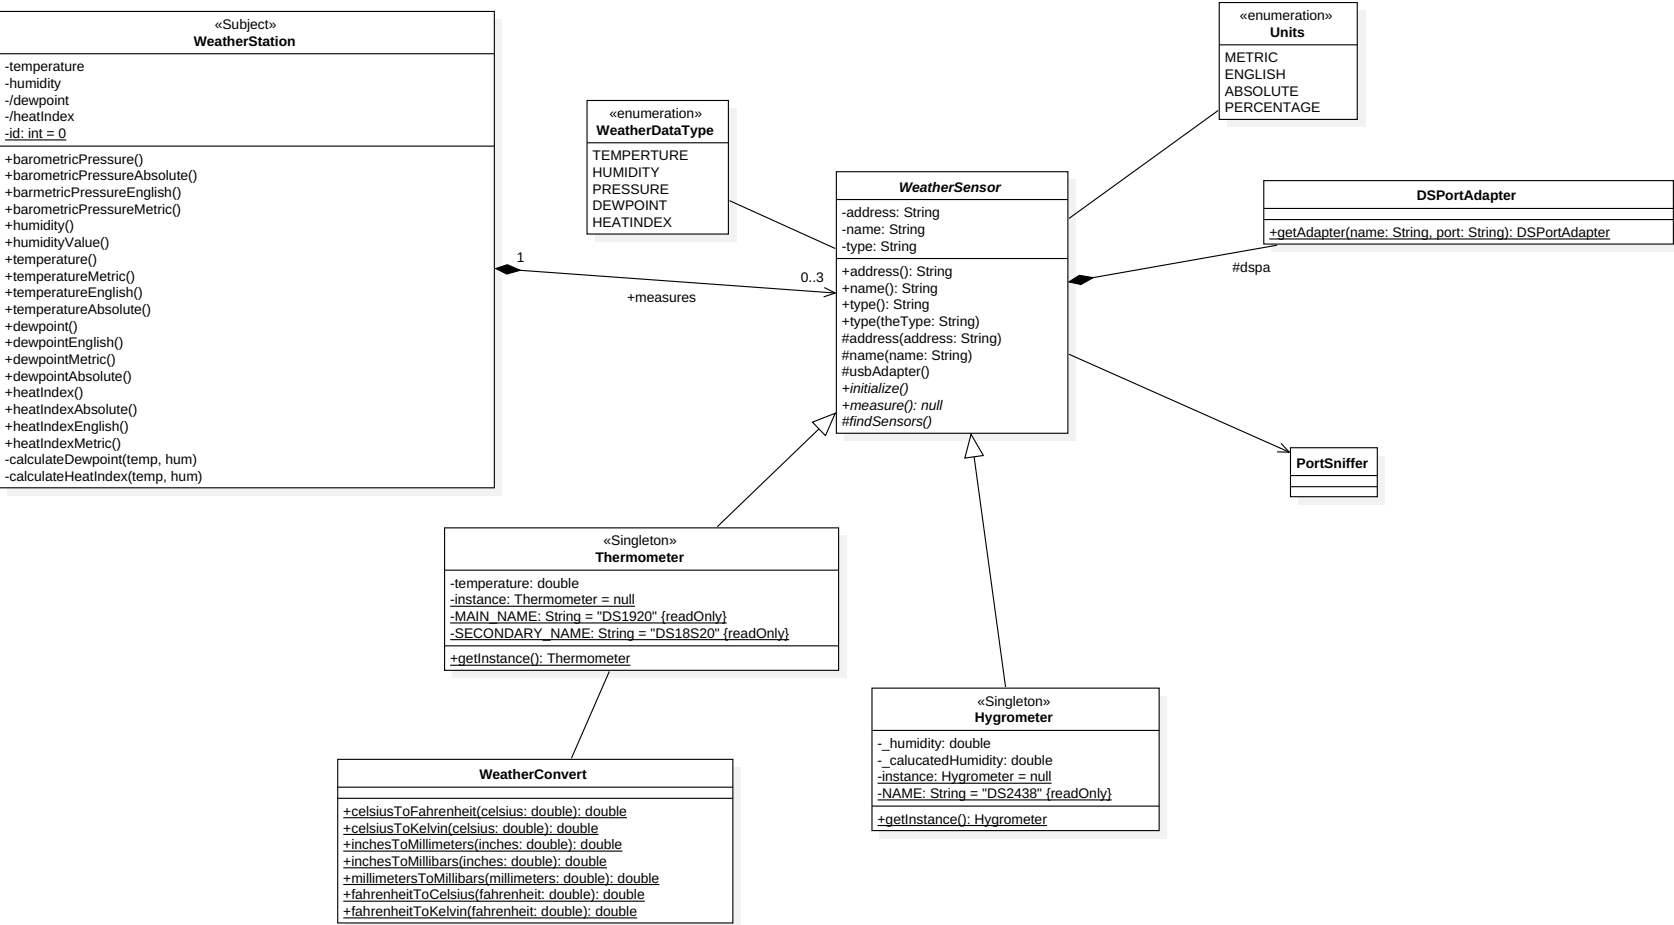 «Subject»
WeatherStation
-temperature
-humidity
-/dewpoint
-/heatIndex
-id: int = 0
+barometricPressure()
+barometricPressureAbsolute()
+barmetricPressureEnglish()
+barometricPressureMetric()
+humidity()
+humidityValue()
+temperature()
+temperatureMetric()
+temperatureEnglish()
+temperatureAbsolute()
+dewpoint()
+dewpointEnglish()
+dewpointMetric()
+dewpointAbsolute()
+heatIndex()
+heatIndexAbsolute()
+heatIndexEnglish()
+heatIndexMetric()
-calculateDewpoint(temp, hum)
-calculateHeatIndex(temp, hum)
1
0..3
+measures
«enumeration»
WeatherDataType
TEMPERTURE
HUMIDITY
PRESSURE
DEWPOINT
HEATINDEX
«enumeration»
Units
METRIC
ENGLISH
ABSOLUTE
PERCENTAGE
WeatherSensor
-address: String
-name: String
-type: String
+address(): String
+name(): String
+type(): String
+type(theType: String)
#address(address: String)
#name(name: String)
#usbAdapter()
+initialize()
+measure(): null
#findSensors()
DSPortAdapter
+getAdapter(name: String, port: String): DSPortAdapter
#dspa
PortSniffer
«Singleton»
Thermometer
-temperature: double
-instance: Thermometer = null
-MAIN_NAME: String = "DS1920" {readOnly}
-SECONDARY_NAME: String = "DS18S20" {readOnly}
+getInstance(): Thermometer
«Singleton»
Hygrometer
-_humidity: double
-_calucatedHumidity: double
-instance: Hygrometer = null
-NAME: String = "DS2438" {readOnly}
+getInstance(): Hygrometer
WeatherConvert
+celsiusToFahrenheit(celsius: double): double
+celsiusToKelvin(celsius: double): double
+inchesToMillimeters(inches: double): double
+inchesToMillibars(inches: double): double
+millimetersToMillibars(millimeters: double): double
+fahrenheitToCelsius(fahrenheit: double): double
+fahrenheitToKelvin(fahrenheit: double): double